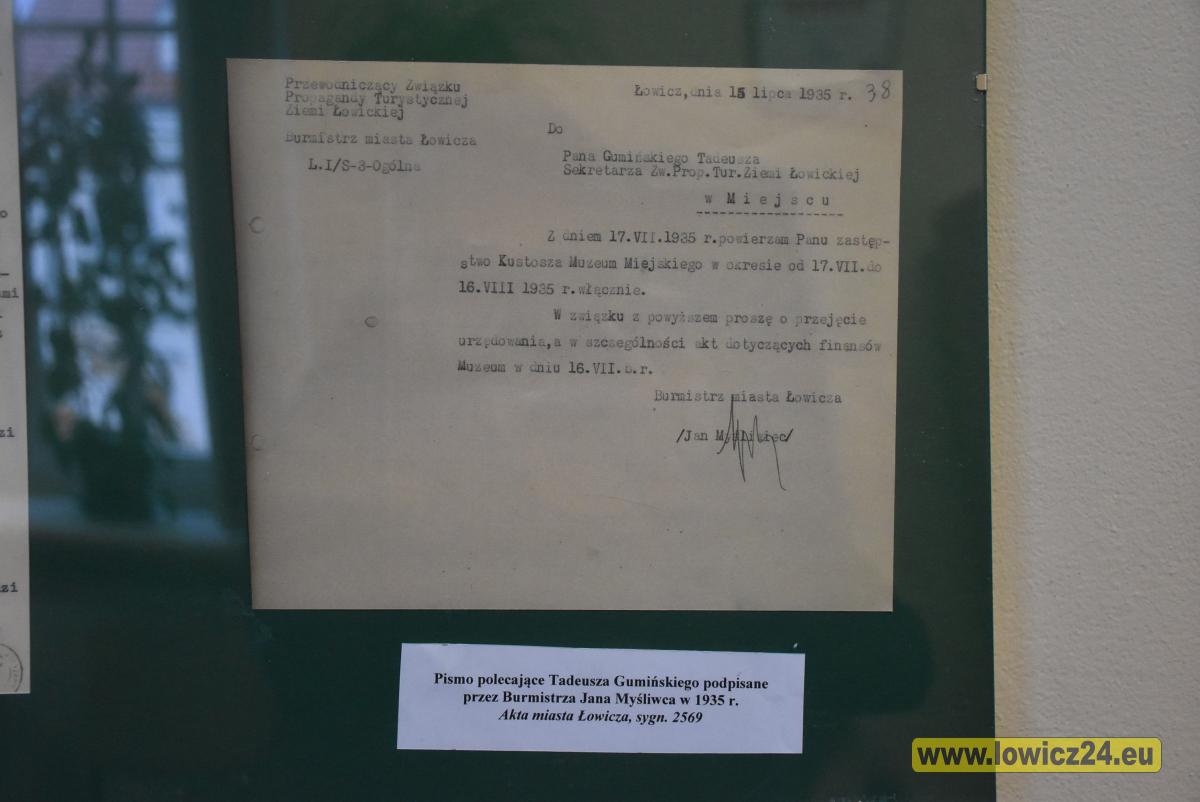 Przewodniczący Związku
Propagandy Turystycznej
Ziemi Łowickiej
Burmistrz miasta Łowicza
L.I/S-3-Ogólna
Łowicz,dnia 15 lipca 1935 r. 38
Do
Pana Gumińskiego Tadeusza
Sekretarza Zw.Prop.Tur.Ziemi Łowickiej
w Miejscu
Z dniem 17.VII.1935 r.powierzam Panu zastęp-
stwo Kustosza Muzeum Miejskiego w okresie od 17.VII.do
16.VIII 1935 r.włącznie.
W związku z powyższem proszę o przejęcie
urzędowania,a w szczególności akt dotyczących finansów
Muzeum w dniu 16.VII.b.r.
Burmistrz miasta Łowicza
/Jan Myśliwiec/
Pismo polecające Tadeusza Gumińskiego podpisane
przez Burmistrza Jana Myśliwca w 1935 r.
Akta miasta Łowicza, sygn. 2569
www.lowicz24.eu